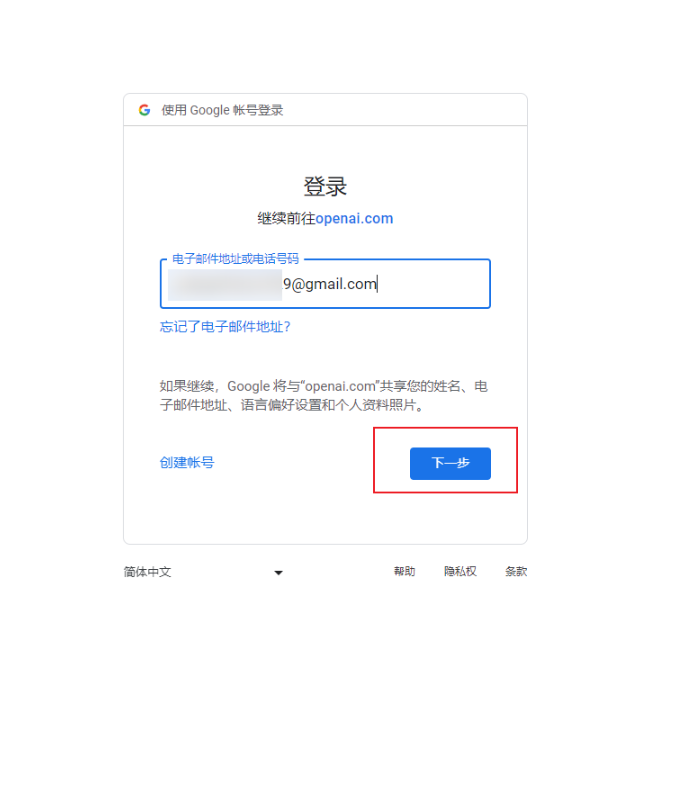 使用 Google 帐号登录
登录
继续前往openai.com
电子邮件地址或电话号码
9@gmail.com
忘记了电子邮件地址?
如果继续，Google 将与“openai.com”共享您的姓名、电
子邮件地址、语言偏好设置和个人资料照片。
创建帐号
下一步
简体中文
帮助
隐私权
条款